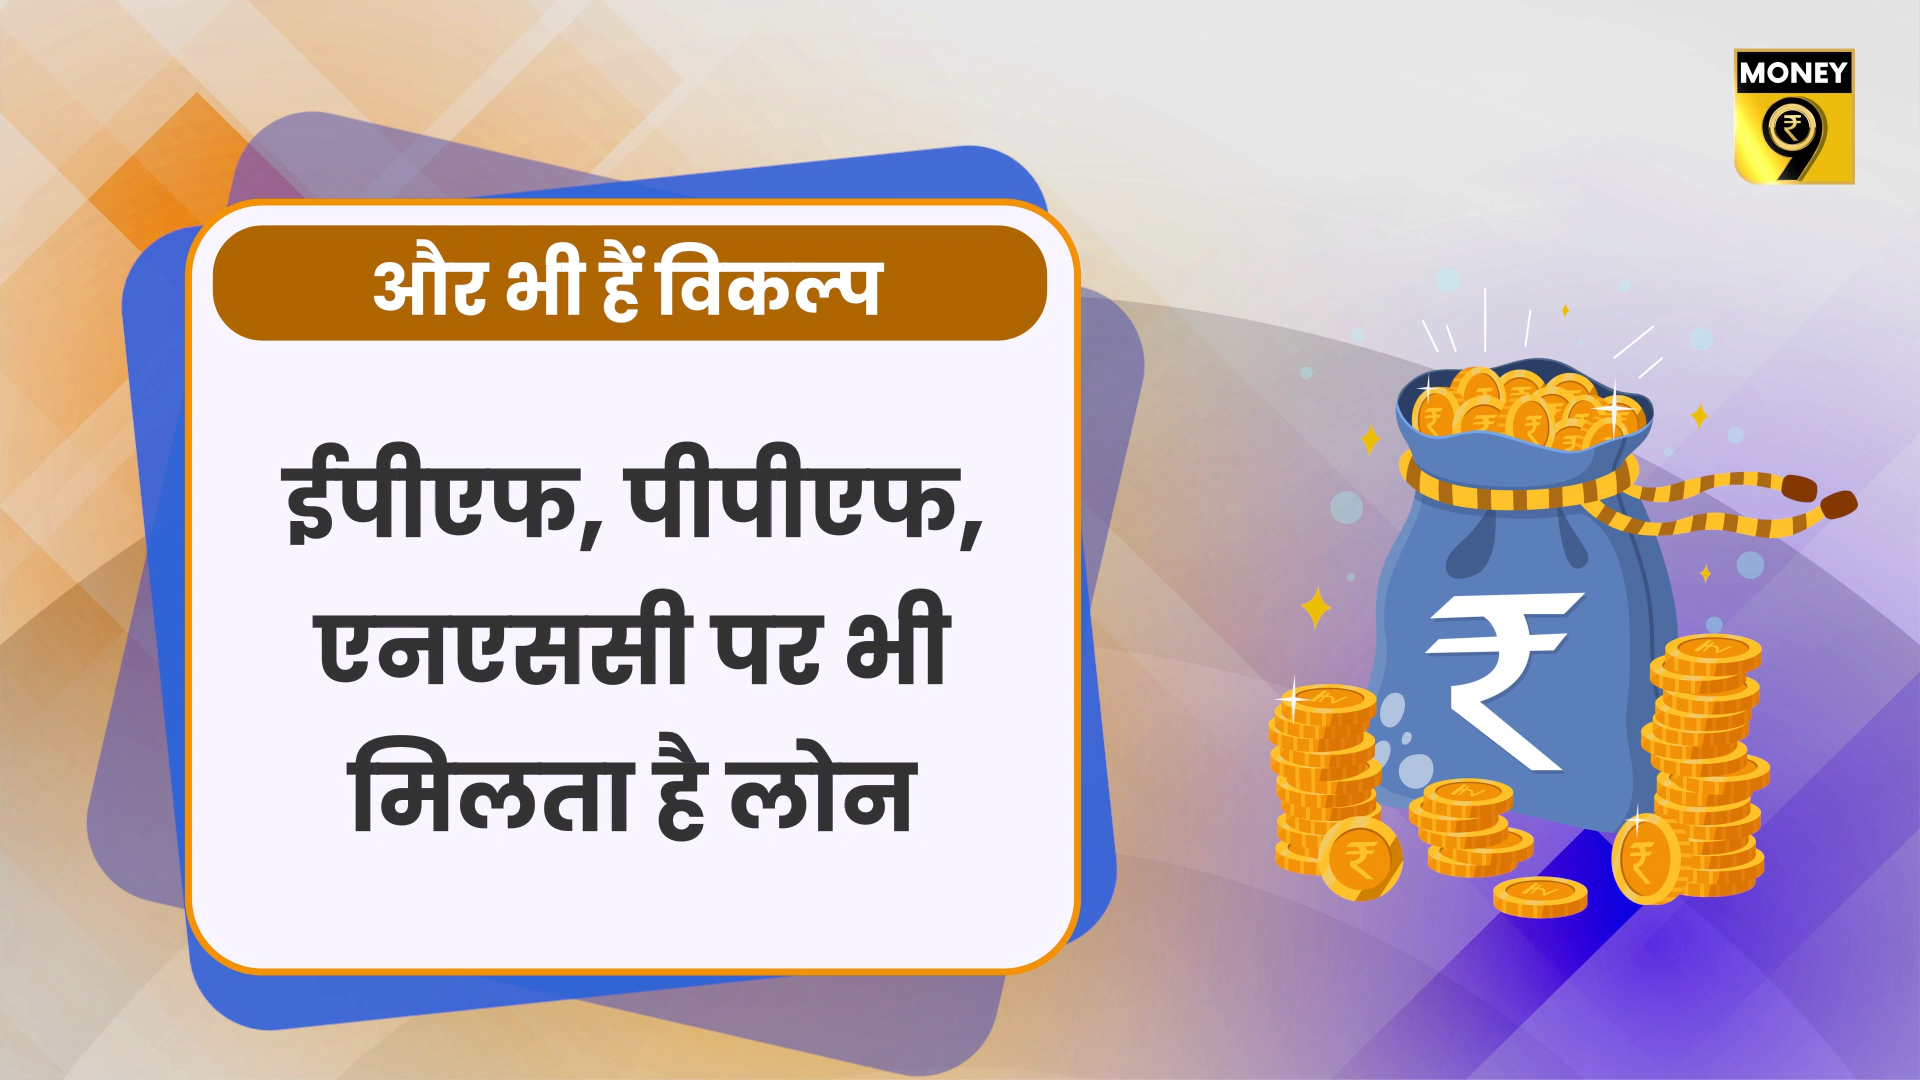 MONEY
9
और भी हैं विकल्प
ईपीएफ, पीपीएफ,
एनएससी पर भी
मिलता है लोन
₹